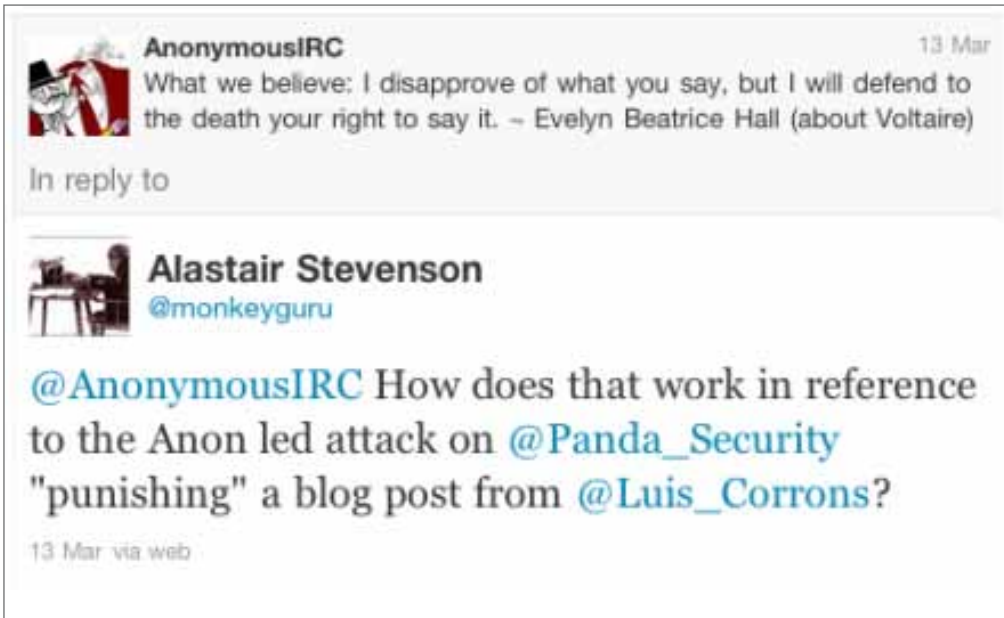 AnonymousIRC
13 Mar
What we believe: I disapprove of what you say, but I will defend to
the death your right to say it. ~ Evelyn Beatrice Hall (about Voltaire)
In reply to
Alastair Stevenson
@monkeyguru
@AnonymousIRC How does that work in reference
to the Anon led attack on @Panda_Security
"punishing" a blog post from @Luis_Corrons?
13 Mar via web